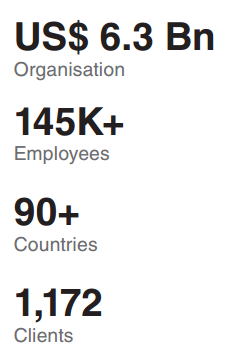 US$ 6.3 Bn
Organisation
145K+
Employees
90+
Countries
1,172
Clients